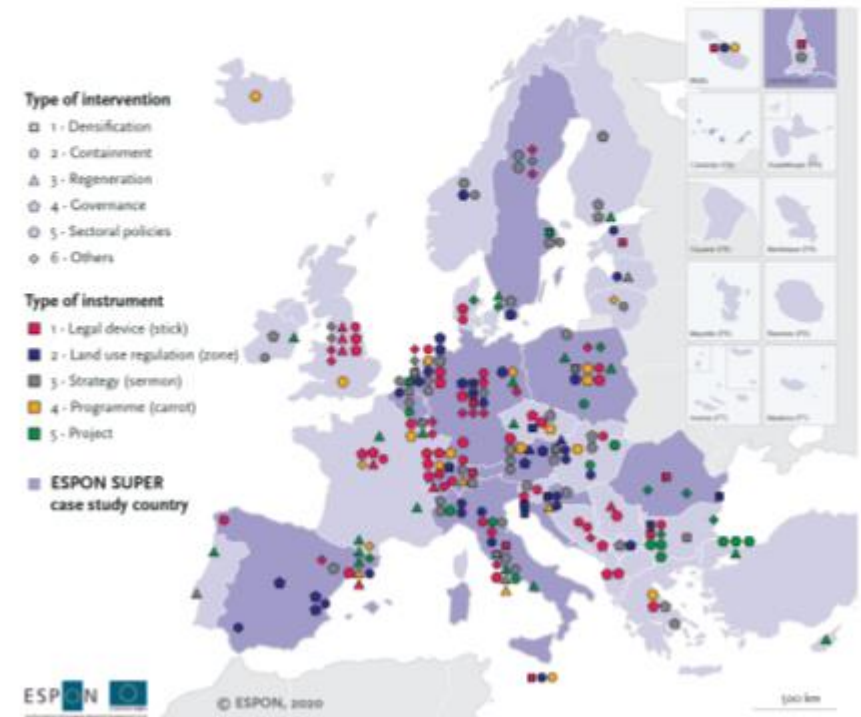 Type of intervention
1 - Densification
2 - Containment
3 - Regeneration
4 - Governance
5 - Sectoral policies
6 - Others
Type of instrument
1 - Legal device (stick)
2 - Land use regulation (zone)
3 - Strategy (sermon)
4 - Programme (carrot)
5 - Project
ESPON SUPER
case study country
ESPON
© ESPON, 2020
500 km